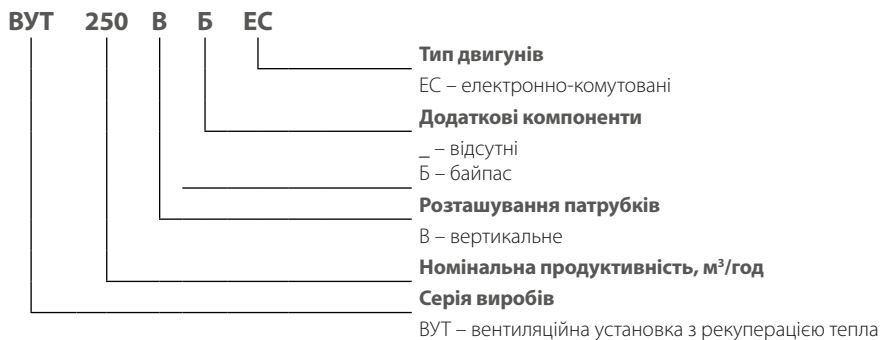 ВУТ 250 В Б ЕС
Тип двигунів
ЕС – електронно-комутовані
Додаткові компоненти
_ – відсутні
Б – байпас
Розташування патрубків
В – вертикальне
Номінальна продуктивність, м³/год
Серія виробів
ВУТ – вентиляційна установка з рекуперацією тепла